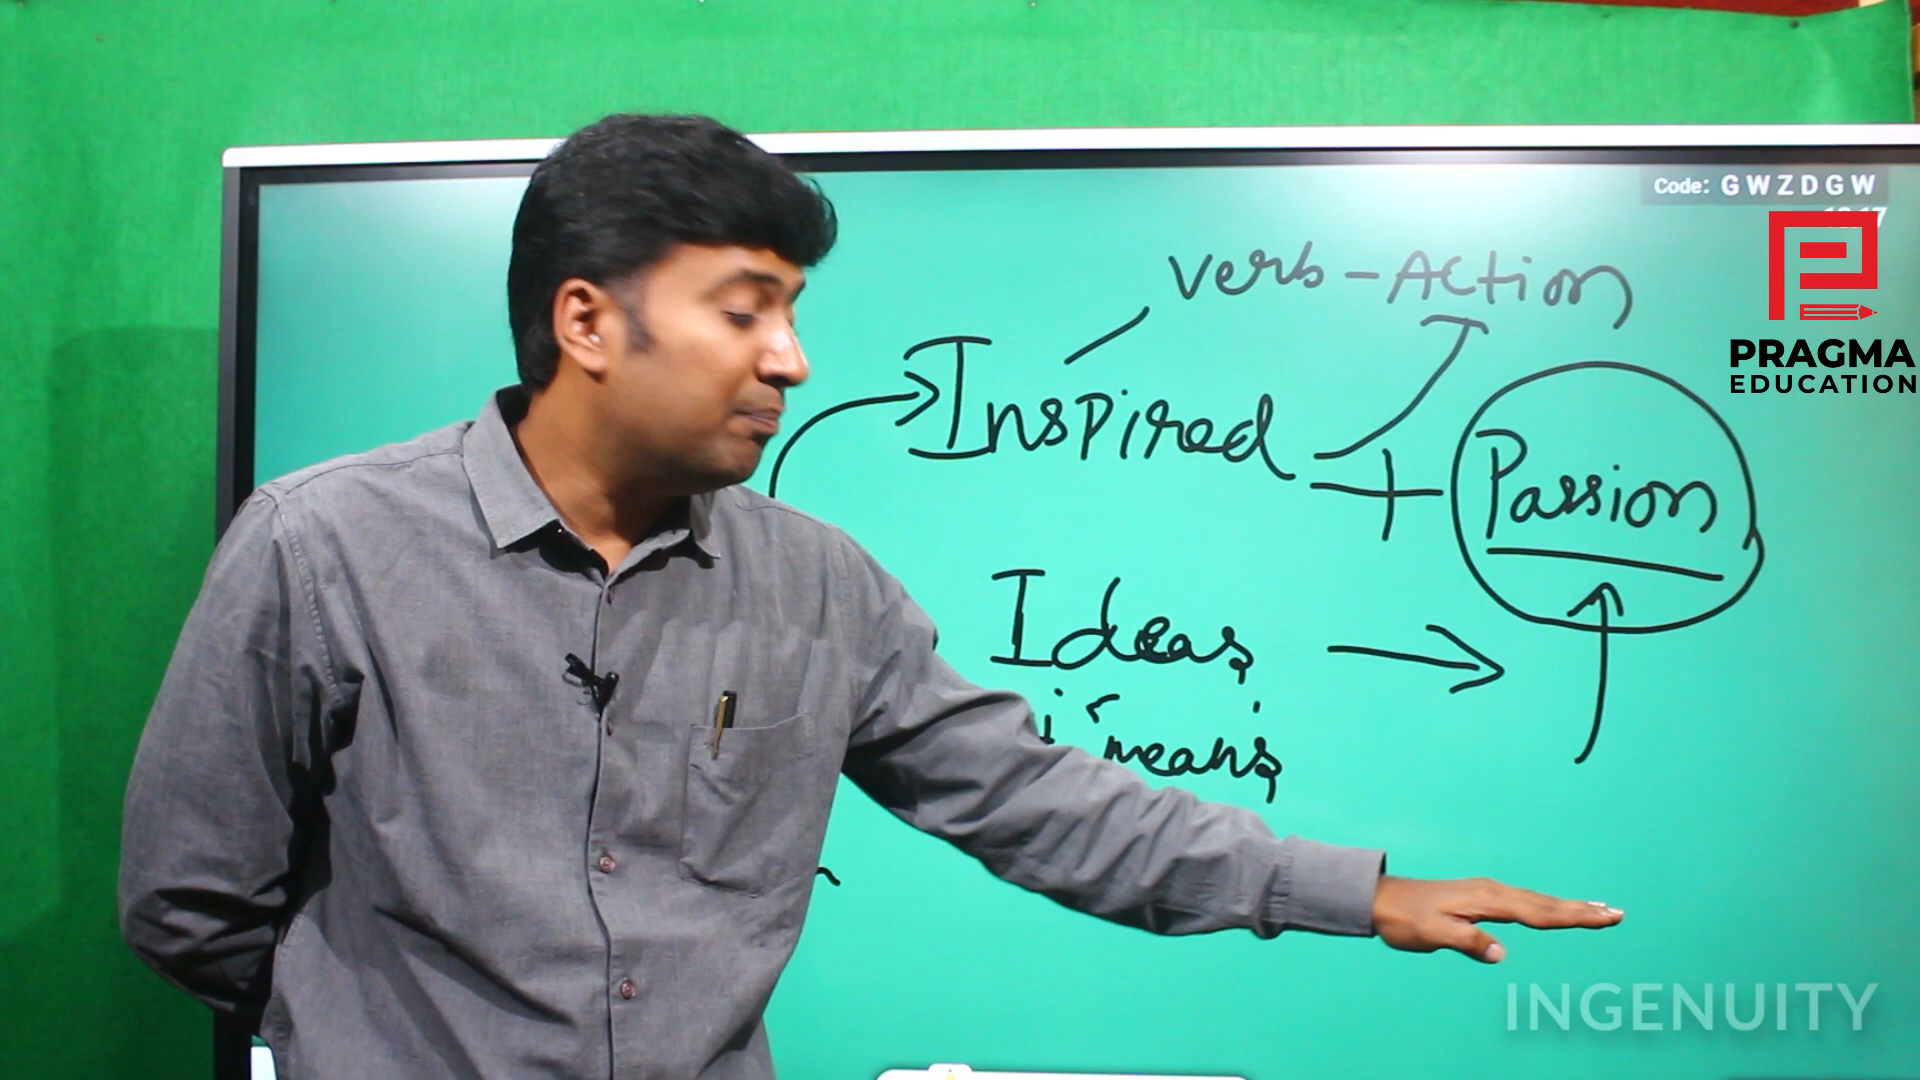 Code: GWZDGW
PRAGMA
EDUCATION
verb - Action
Inspired + Passion
Ideas,
means,
INGENUITY